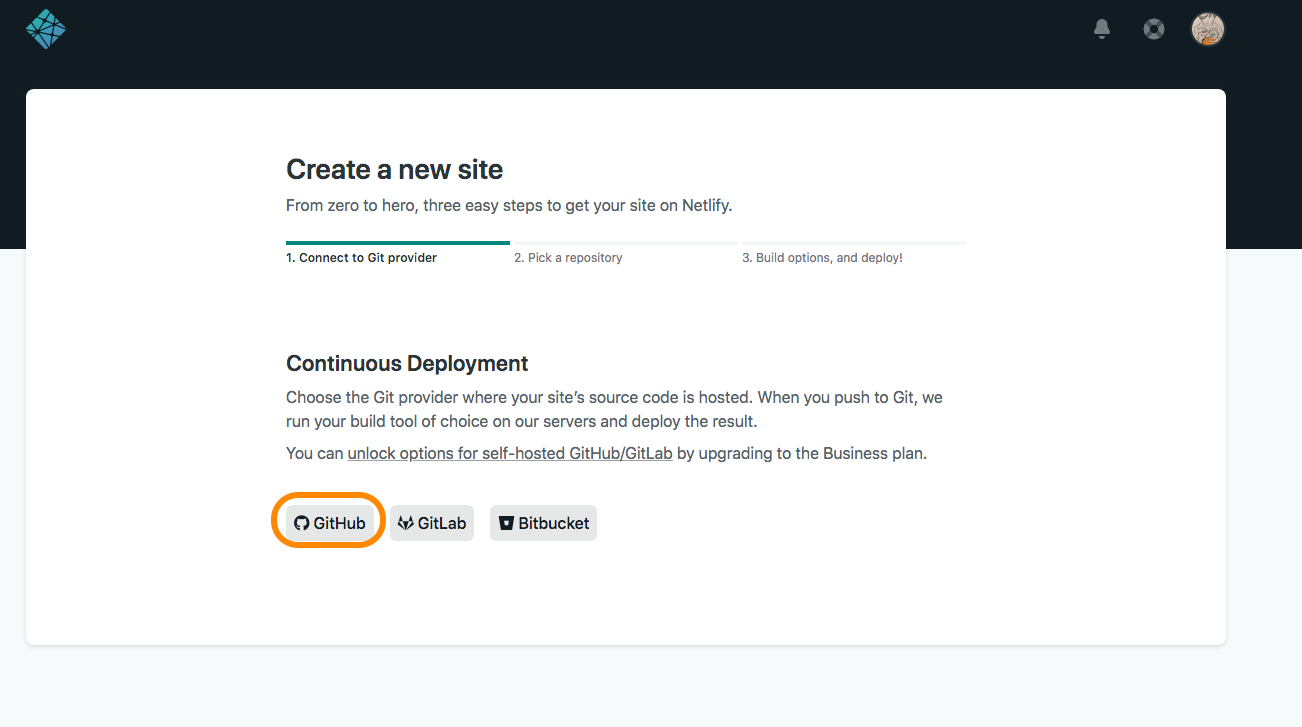 Create a new site
From zero to hero, three easy steps to get your site on Netlify.
1. Connect to Git provider
2. Pick a repository
3. Build options, and deploy!
Continuous Deployment
Choose the Git provider where your site’s source code is hosted. When you push to Git, we
run your build tool of choice on our servers and deploy the result.
You can unlock options for self-hosted GitHub/GitLab by upgrading to the Business plan.
GitHub
GitLab
Bitbucket